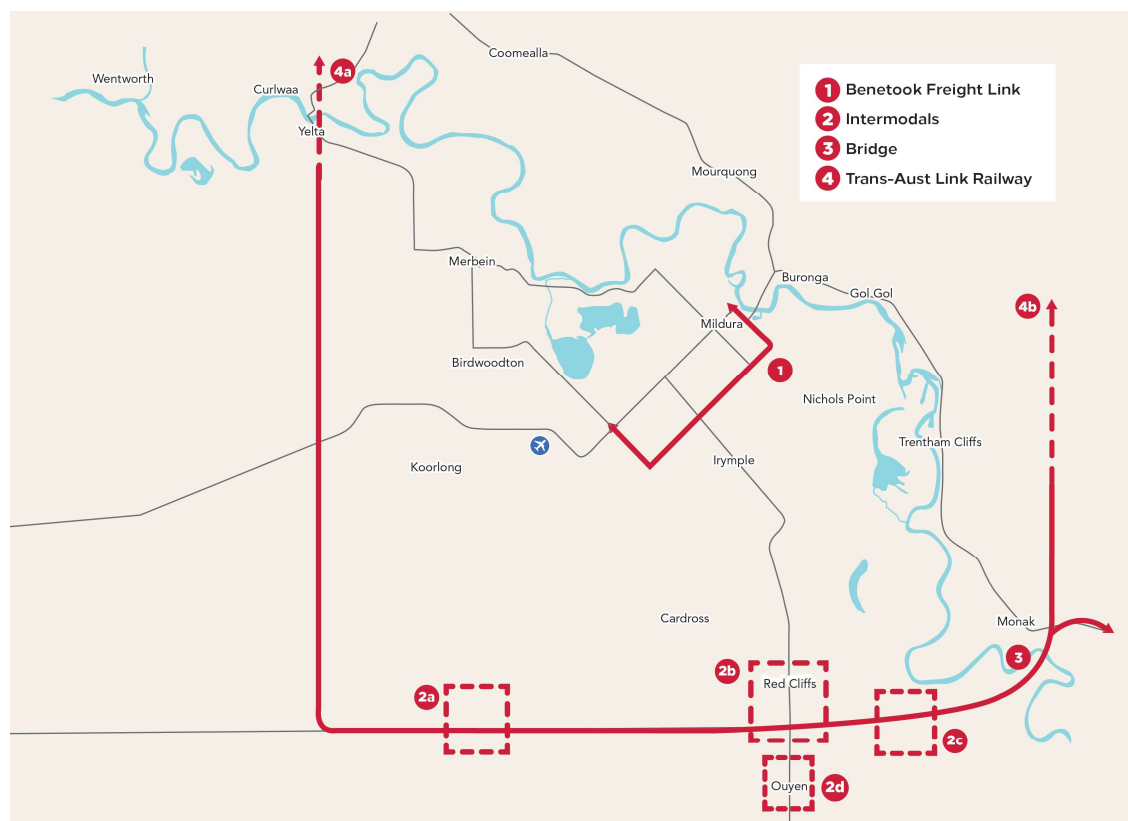 Coomealla
Wentworth
4a
Curlwaa
Yelta
1 Benetook Freight Link
2 Intermodals
3 Bridge
4 Trans-Aust Link Railway
Mourquong
Merbein
Buronga
Gol Gol
4b
Mildura
Birdwoodton
1
Nichols Point
Trentham Cliffs
Koorlong
Irymple
Cardross
Monak
3
2b
Red Cliffs
2a
2c
Ouyen
2d